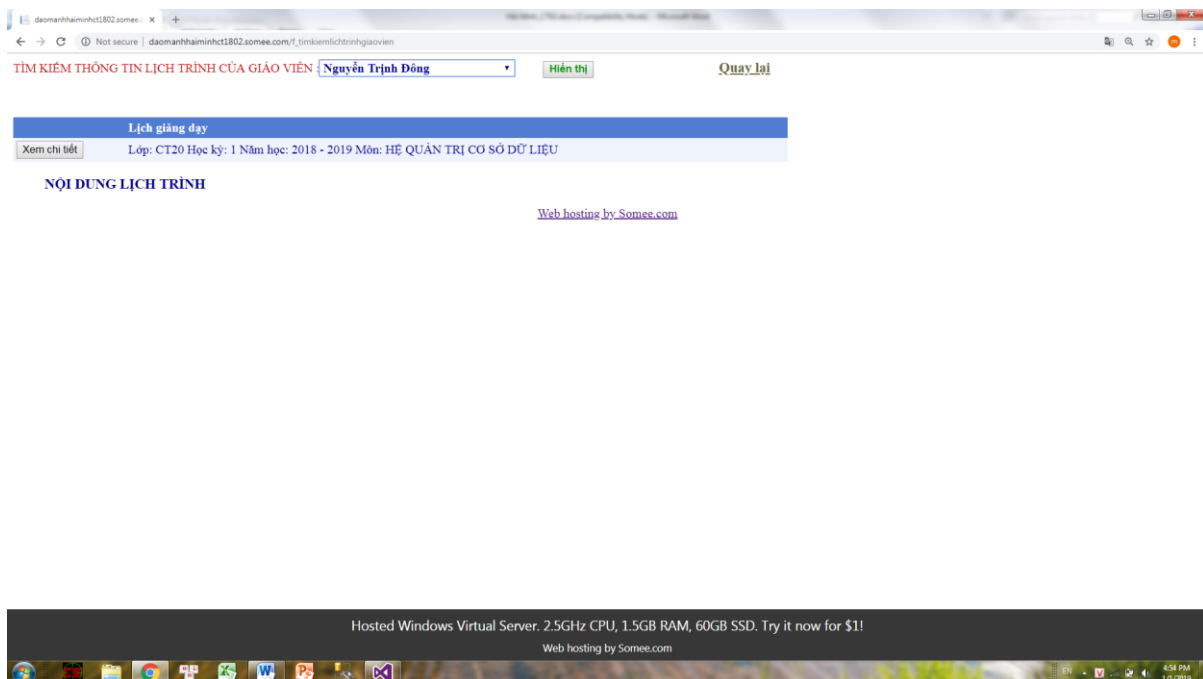 daomanhhaiminhct1802.somee.
Not secure | daomanhhaiminhct1802.somee.com/f_timkiemlichtrinhgiaovien
TÌM KIẾM THÔNG TIN LỊCH TRÌNH CỦA GIÁO VIÊN : Nguyễn Trịnh Đông Hiển thị Quay lại
Lịch giảng dạy
Xem chi tiết Lớp: CT20 Học kỳ: 1 Năm học: 2018 - 2019 Môn: HỆ QUẢN TRỊ CƠ SỞ DỮ LIỆU
NỘI DUNG LỊCH TRÌNH
Web hosting by Somee.com
Hosted Windows Virtual Server. 2.5GHz CPU, 1.5GB RAM, 60GB SSD. Try it now for $1!
Web hosting by Somee.com
EN 4:54 PM